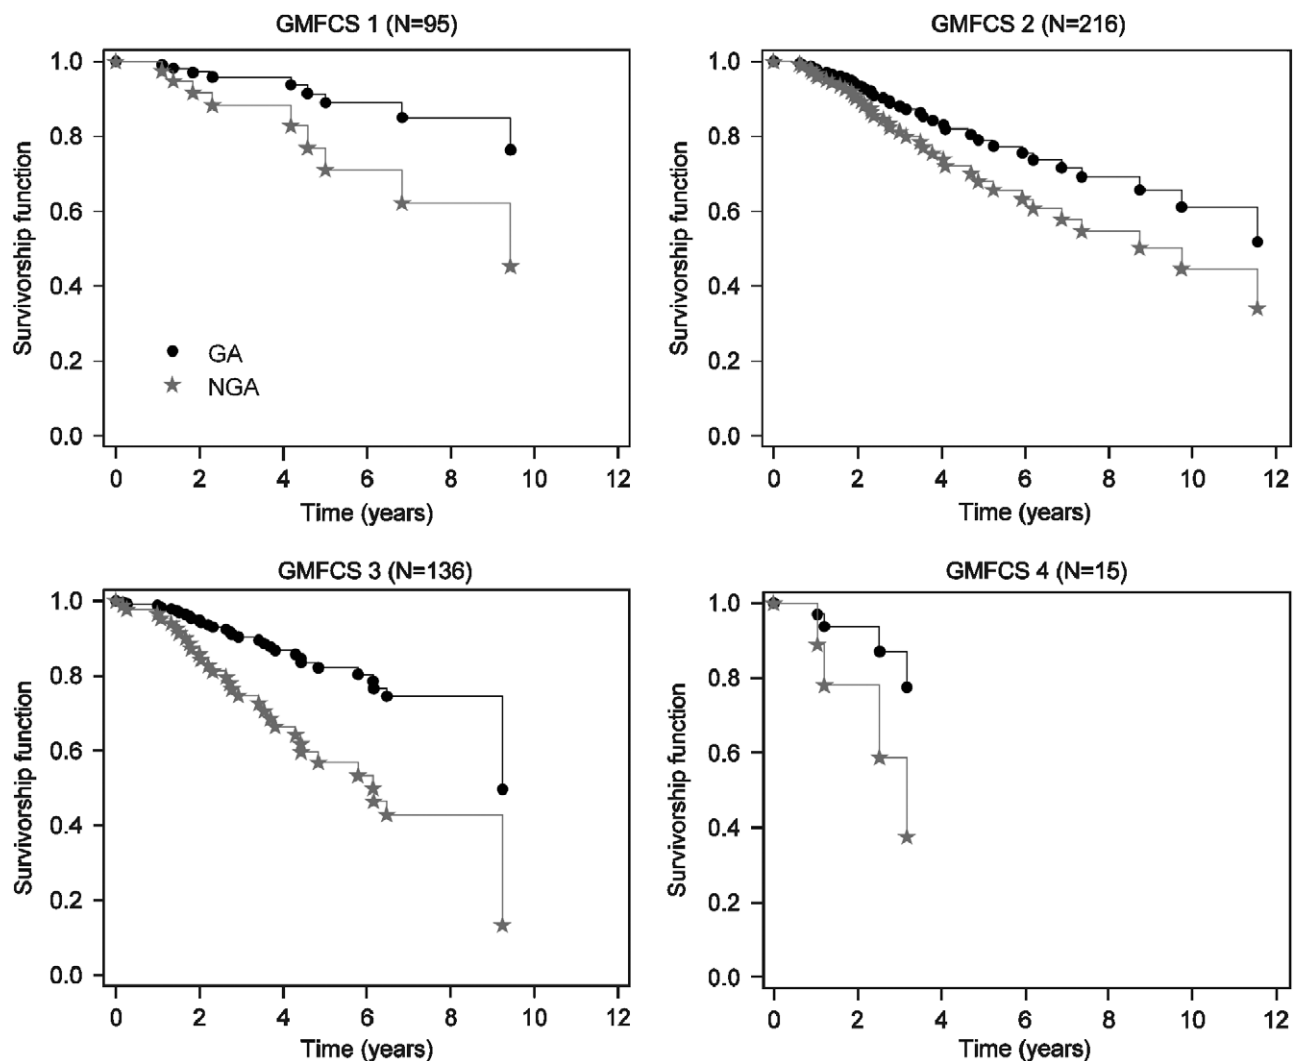 GMFCS 1 (N=95)
Survivorship function
1.0
0.8
0.6
0.4
0.2
0.0
GA
NGA
0 2 4 6 8 10 12
Time (years)
GMFCS 2 (N=216)
Survivorship function
1.0
0.8
0.6
0.4
0.2
0.0
0 2 4 6 8 10 12
Time (years)
GMFCS 3 (N=136)
Survivorship function
1.0
0.8
0.6
0.4
0.2
0.0
0 2 4 6 8 10 12
Time (years)
GMFCS 4 (N=15)
Survivorship function
1.0
0.8
0.6
0.4
0.2
0.0
0 2 4 6 8 10 12
Time (years)